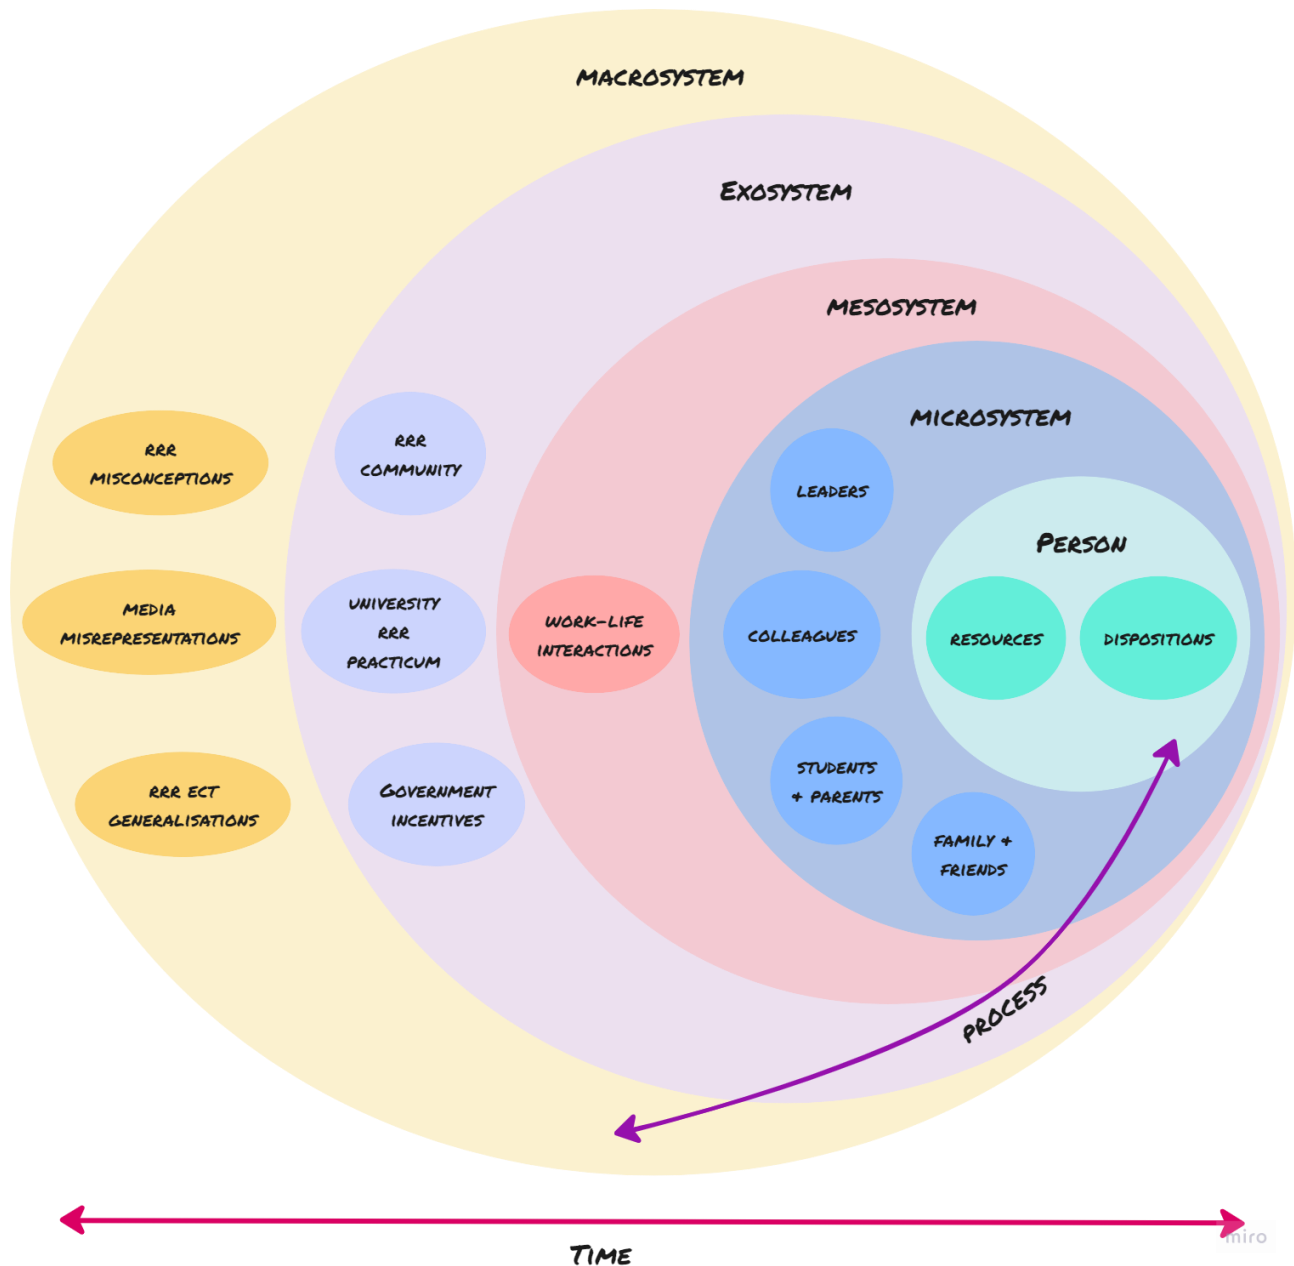 MACROSYSTEM
EXOSYSTEM
MESOSYSTEM
MICROSYSTEM
RRR
MISCONCEPTIONS
RRR
COMMUNITY
LEADERS
PERSON
MEDIA
MISREPRESENTATIONS
UNIVERSITY
RRR
PRACTICUM
WORK-LIFE
INTERACTIONS
COLLEAGUES
RESOURCES
DISPOSITIONS
RRR ECT
GENERALISATIONS
GOVERNMENT
INCENTIVES
STUDENTS
+ PARENTS
FAMILY +
FRIENDS
PROCESS
TIME
miro